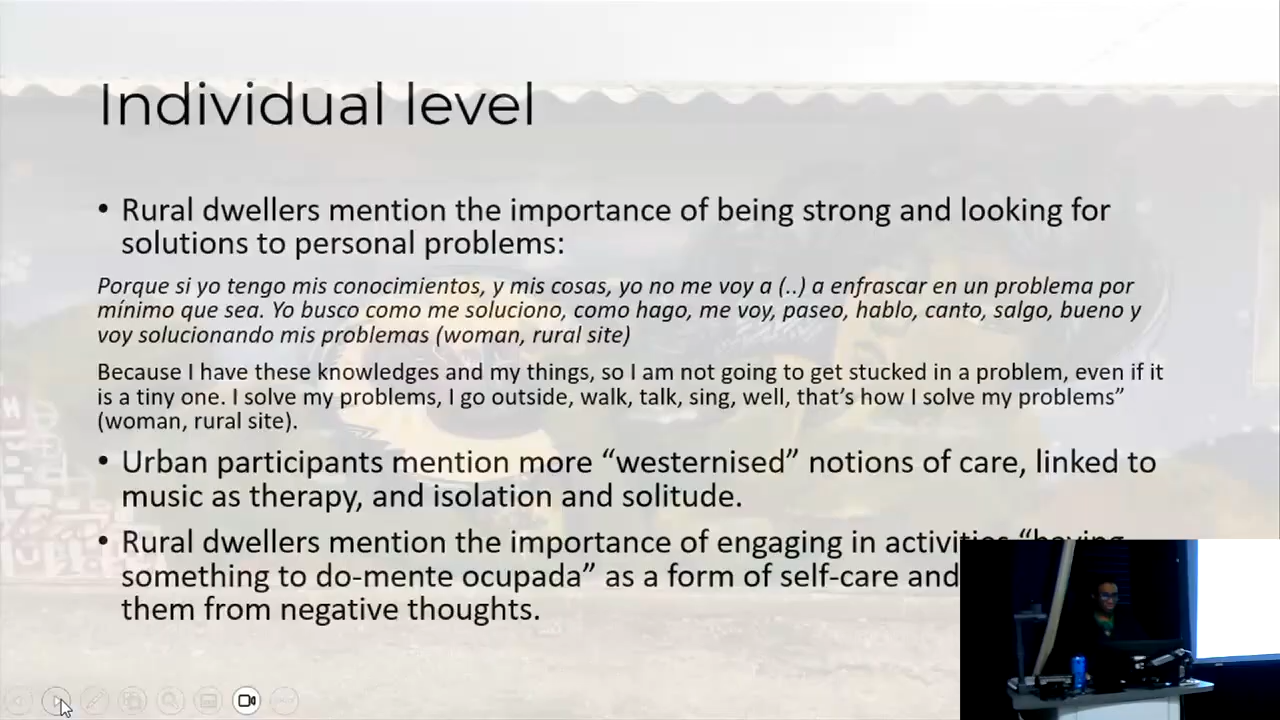 Individual level
• Rural dwellers mention the importance of being strong and looking for
solutions to personal problems:
Porque si yo tengo mis conocimientos, y mis cosas, yo no me voy a (..) a enfrascar en un problema por
mínimo que sea. Yo busco como me soluciono, como hago, me voy, paseo, hablo, canto, salgo, bueno y
voy solucionando mis problemas (woman, rural site)
Because I have these knowledges and my things, so I am not going to get stucked in a problem, even if it
is a tiny one. I solve my problems, I go outside, walk, talk, sing, well, that’s how I solve my problems”
(woman, rural site).
• Urban participants mention more “westernised” notions of care, linked to
music as therapy, and isolation and solitude.
• Rural dwellers mention the importance of engaging in activities “having
something to do-mente ocupada” as a form of self-care and
them from negative thoughts.